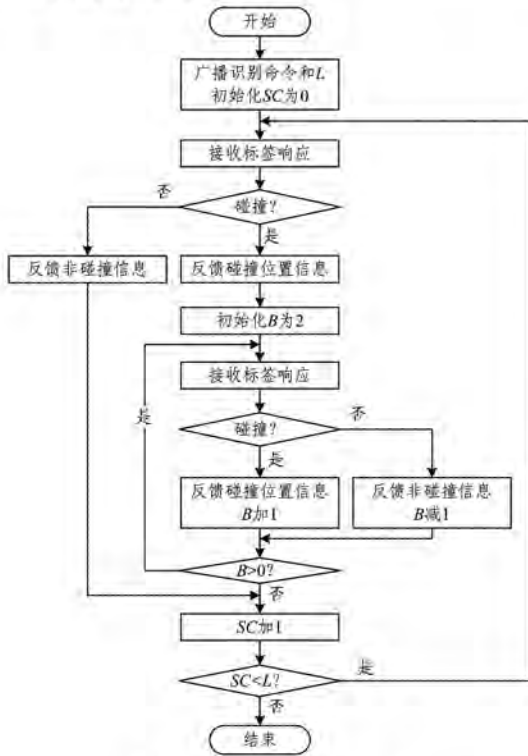 开始
广播识别命令和L
初始化SC为0
接收标签响应
否
碰撞?
是
反馈非碰撞信息
反馈碰撞位置信息
初始化B为2
接收标签响应
是
碰撞?
否
是
反馈碰撞位置信息
B加1
反馈非碰撞信息
B减1
B>0?
否
SC加1
SC<L?
是
否
结束